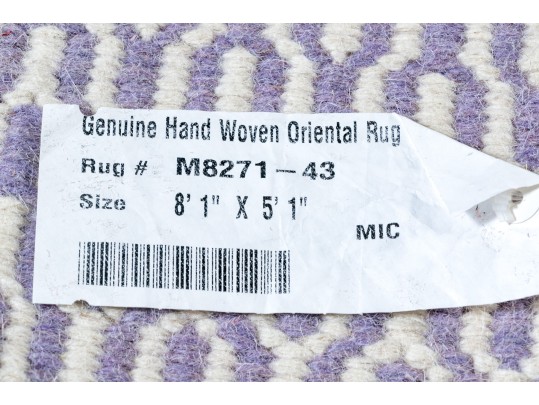 Genuine Hand Woven Oriental Rug
Rug # M8271-43
Size 8' 1" X 5' 1"
MIC